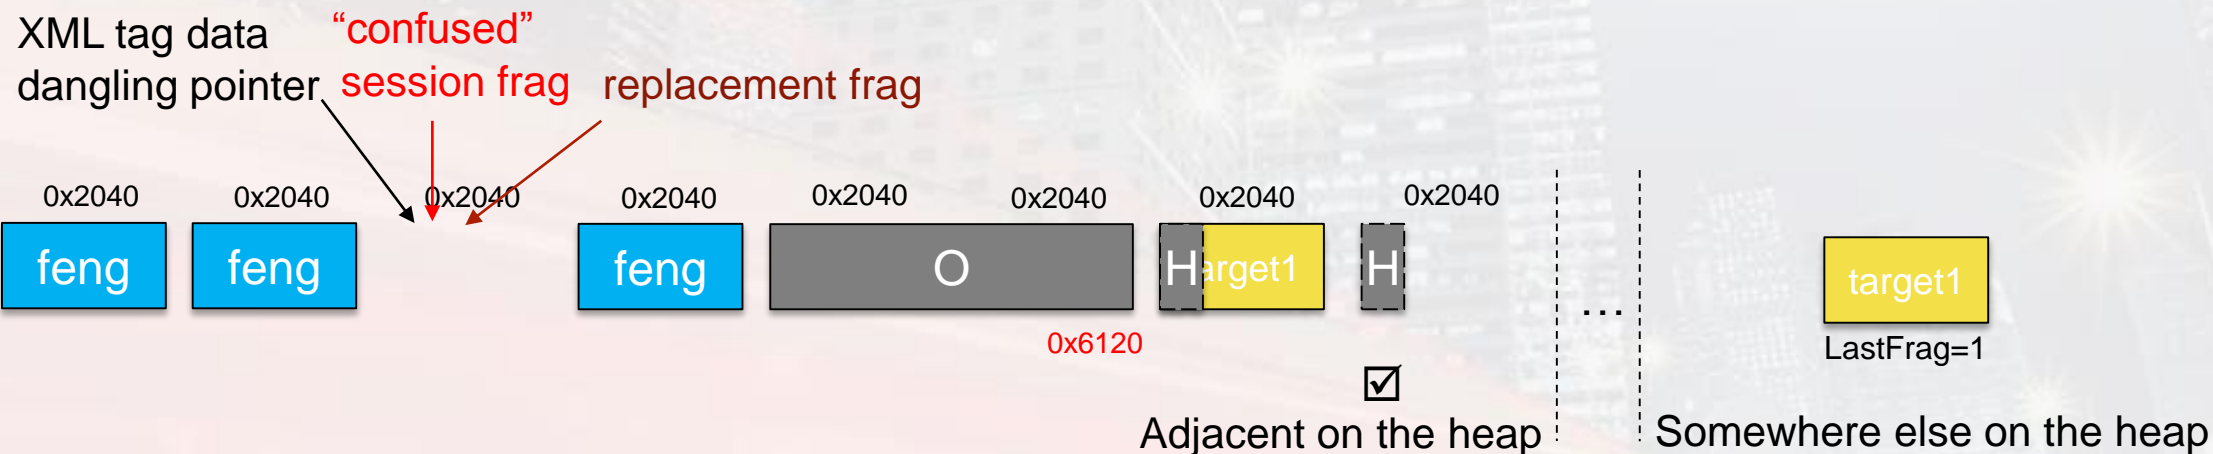 XML tag data
dangling pointer
“confused”
session frag
replacement frag
0x2040
0x2040
0x2040
0x2040
0x2040
0x2040
0x2040
0x2040
feng
feng
feng
O
H
arget1
H
...
target1
0x6120
LastFrag=1
Adjacent on the heap
Somewhere else on the heap